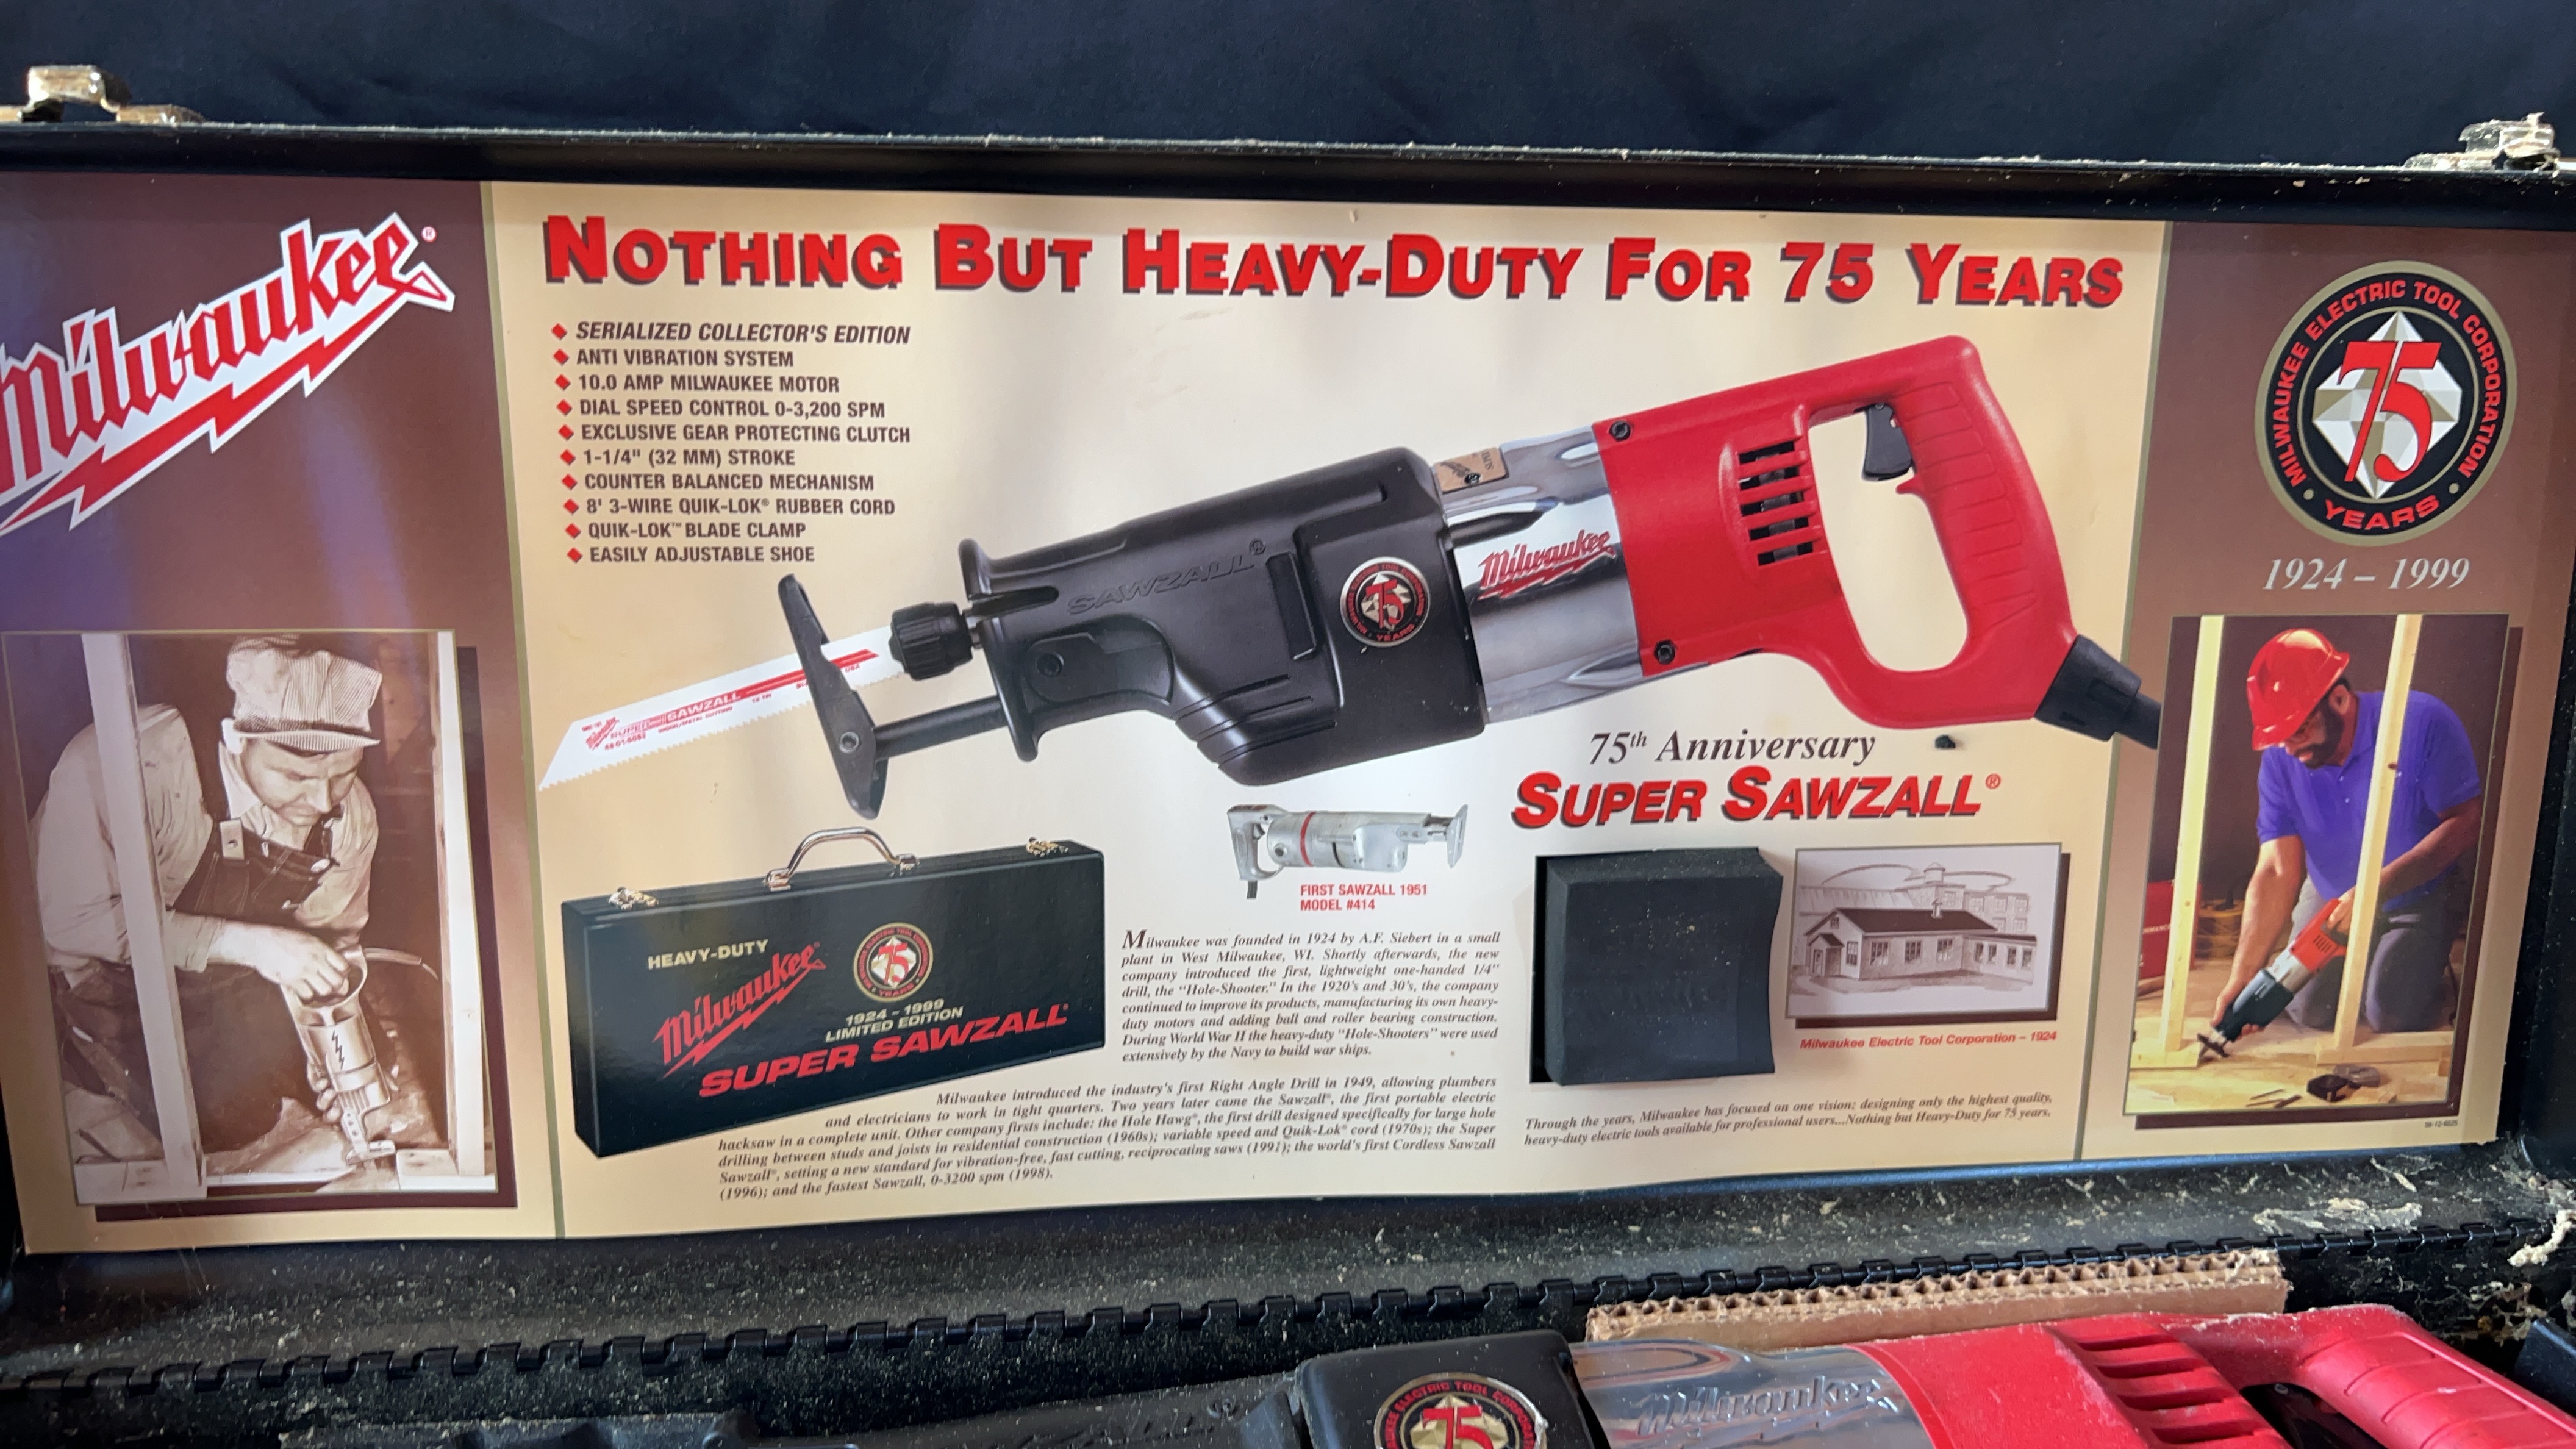 Milwaukee®
NOTHING BUT HEAVY-DUTY FOR 75 YEARS
SERIALIZED COLLECTOR'S EDITION
ANTI VIBRATION SYSTEM
10.0 AMP MILWAUKEE MOTOR
DIAL SPEED CONTROL 0-3,200 SPM
EXCLUSIVE GEAR PROTECTING CLUTCH
1-1/4" (32 MM) STROKE
COUNTER BALANCED MECHANISM
8' 3-WIRE QUIK-LOK® RUBBER CORD
QUIK-LOK™ BLADE CLAMP
EASILY ADJUSTABLE SHOE
MILWAUKEE ELECTRIC TOOL CORPORATION
75
• YEARS •
1924 – 1999
SAWZALL®
75
YEARS
Milwaukee
SUPER SAWZALL
75th Anniversary
SUPER SAWZALL®
FIRST SAWZALL 1951
MODEL #414
HEAVY-DUTY
Milwaukee®
75
YEARS
1924 - 1999
LIMITED EDITION
SUPER SAWZALL®
Milwaukee was founded in 1924 by A.F. Siebert in a small
plant in West Milwaukee, WI. Shortly afterwards, the new
company introduced the first, lightweight one-handed 1/4"
drill, the "Hole-Shooter." In the 1920's and 30's, the company
continued to improve its products, manufacturing its own heavy-
duty motors and adding ball and roller bearing construction.
During World War II the heavy-duty "Hole-Shooters" were used
extensively by the Navy to build war ships.
Milwaukee introduced the industry's first Right Angle Drill in 1949, allowing plumbers
and electricians to work in tight quarters. Two years later came the Sawzall®, the first portable electric
hacksaw in a complete unit. Other company firsts include: the Hole Hawg®, the first drill designed specifically for large hole
drilling between studs and joists in residential construction (1960s); variable speed and Quik-Lok® cord (1970s); the Super
Sawzall®, setting a new standard for vibration-free, fast cutting, reciprocating saws (1991); the world's first Cordless Sawzall
(1996); and the fastest Sawzall, 0-3200 spm (1998).
Milwaukee Electric Tool Corporation – 1924
Through the years, Milwaukee has focused on one vision: designing only the highest quality,
heavy-duty electric tools available for professional users...Nothing but Heavy-Duty for 75 years.
ELECTRIC TOOL CORPORATION
75
Milwaukee